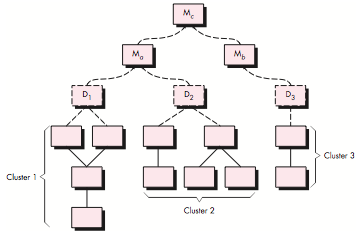 Mc
Ma
Mb
D1
D2
D3
Cluster 1
Cluster 2
Cluster 3